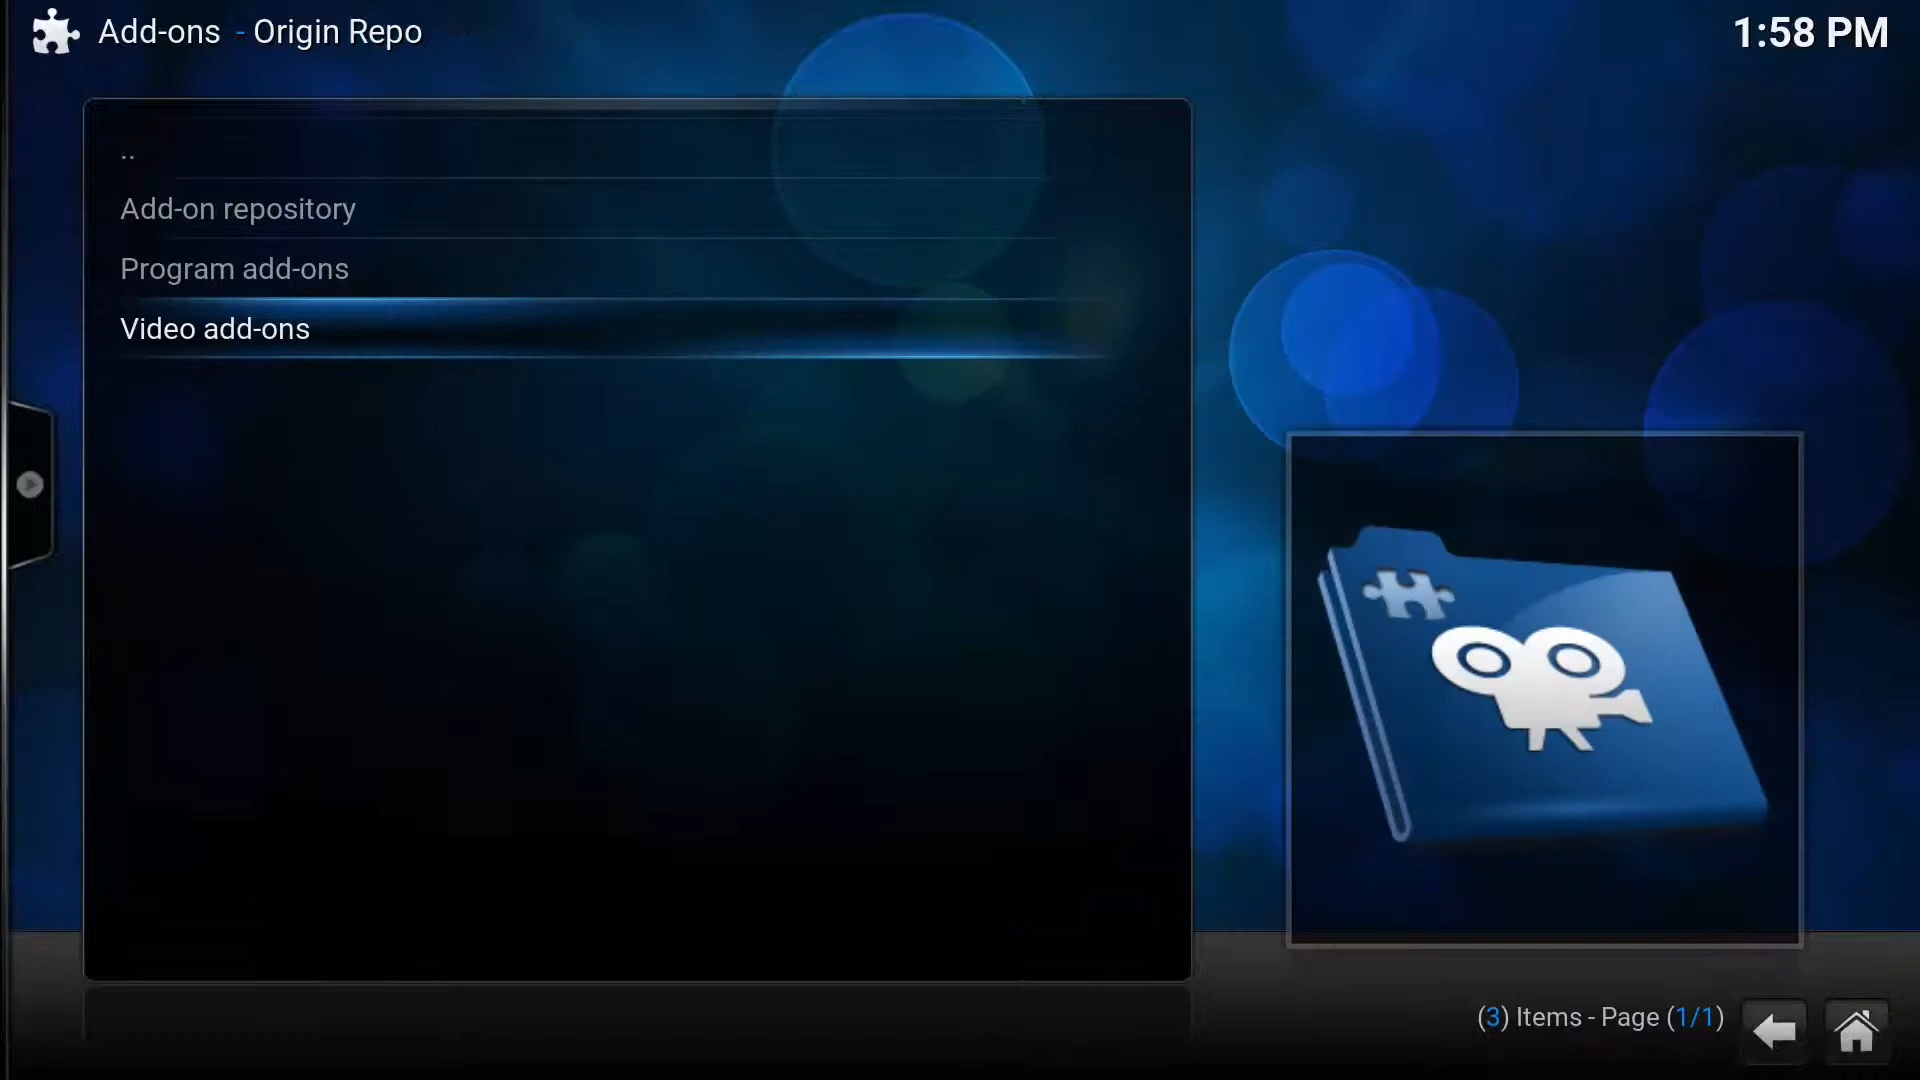 Add-ons - Origin Repo
1:58 PM
..
Add-on repository
Program add-ons
Video add-ons
(3) Items - Page (1/1)